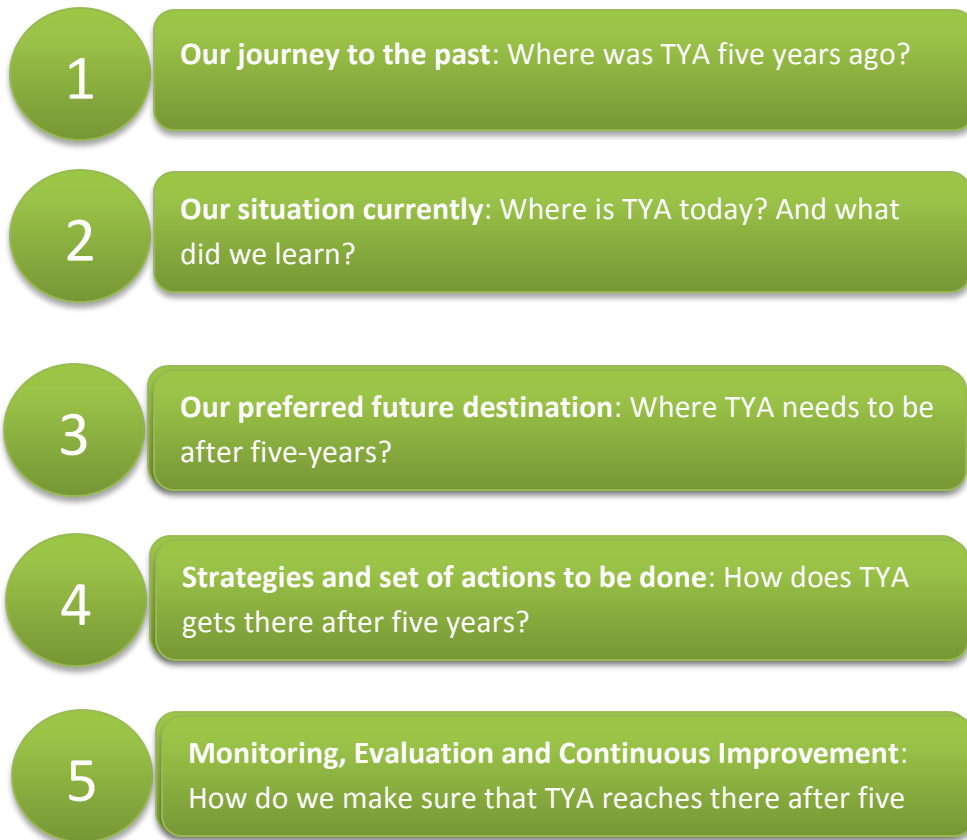 1
Our journey to the past: Where was TYA five years ago?
2
Our situation currently: Where is TYA today? And what
did we learn?
3
Our preferred future destination: Where TYA needs to be
after five-years?
4
Strategies and set of actions to be done: How does TYA
gets there after five years?
5
Monitoring, Evaluation and Continuous Improvement:
How do we make sure that TYA reaches there after five